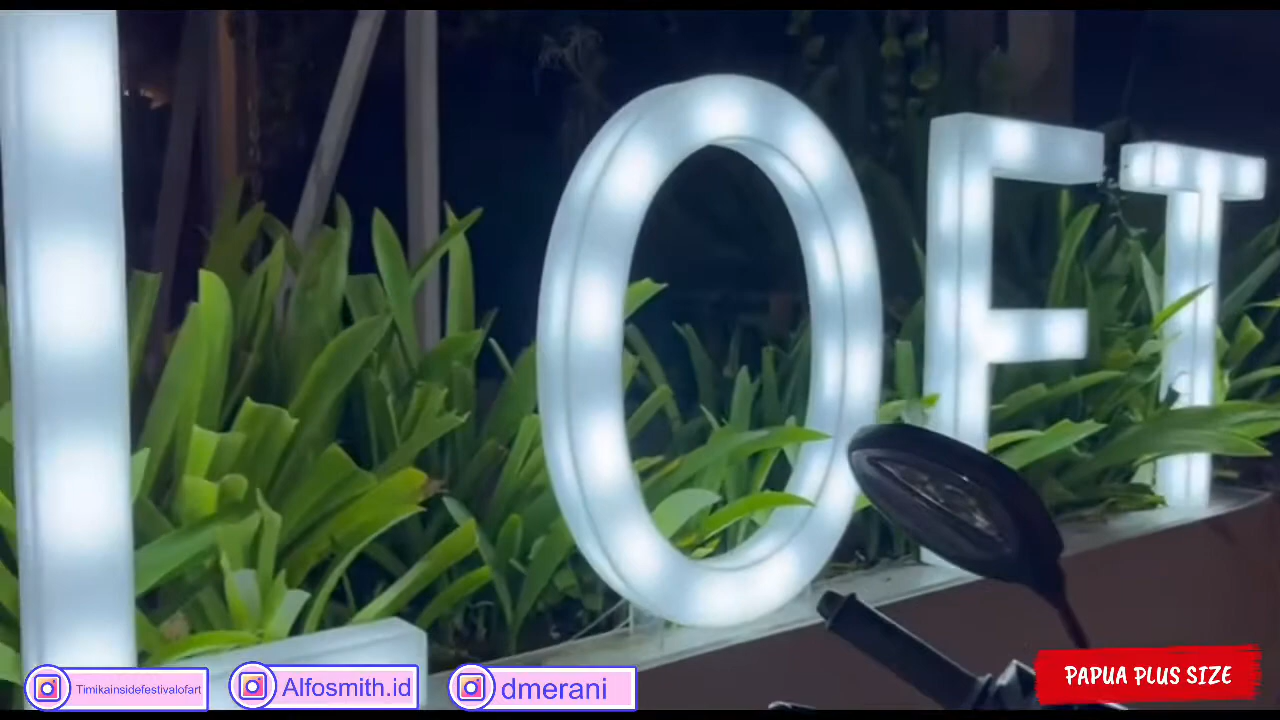 LOFT
Timikainsidefestivalofart
Alfosmith.id
dmerani
PAPUA PLUS SIZE